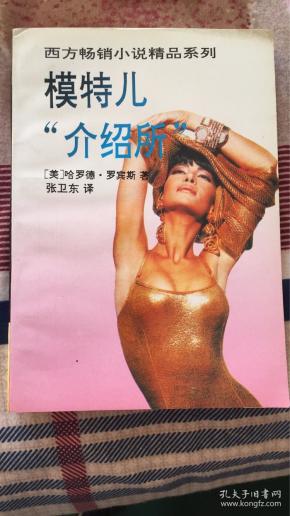 西方畅销小说精品系列
模特儿
“介绍所”
[美]哈罗德·罗宾斯 著
张卫东 译
孔夫子旧书网
www.kongfz.com